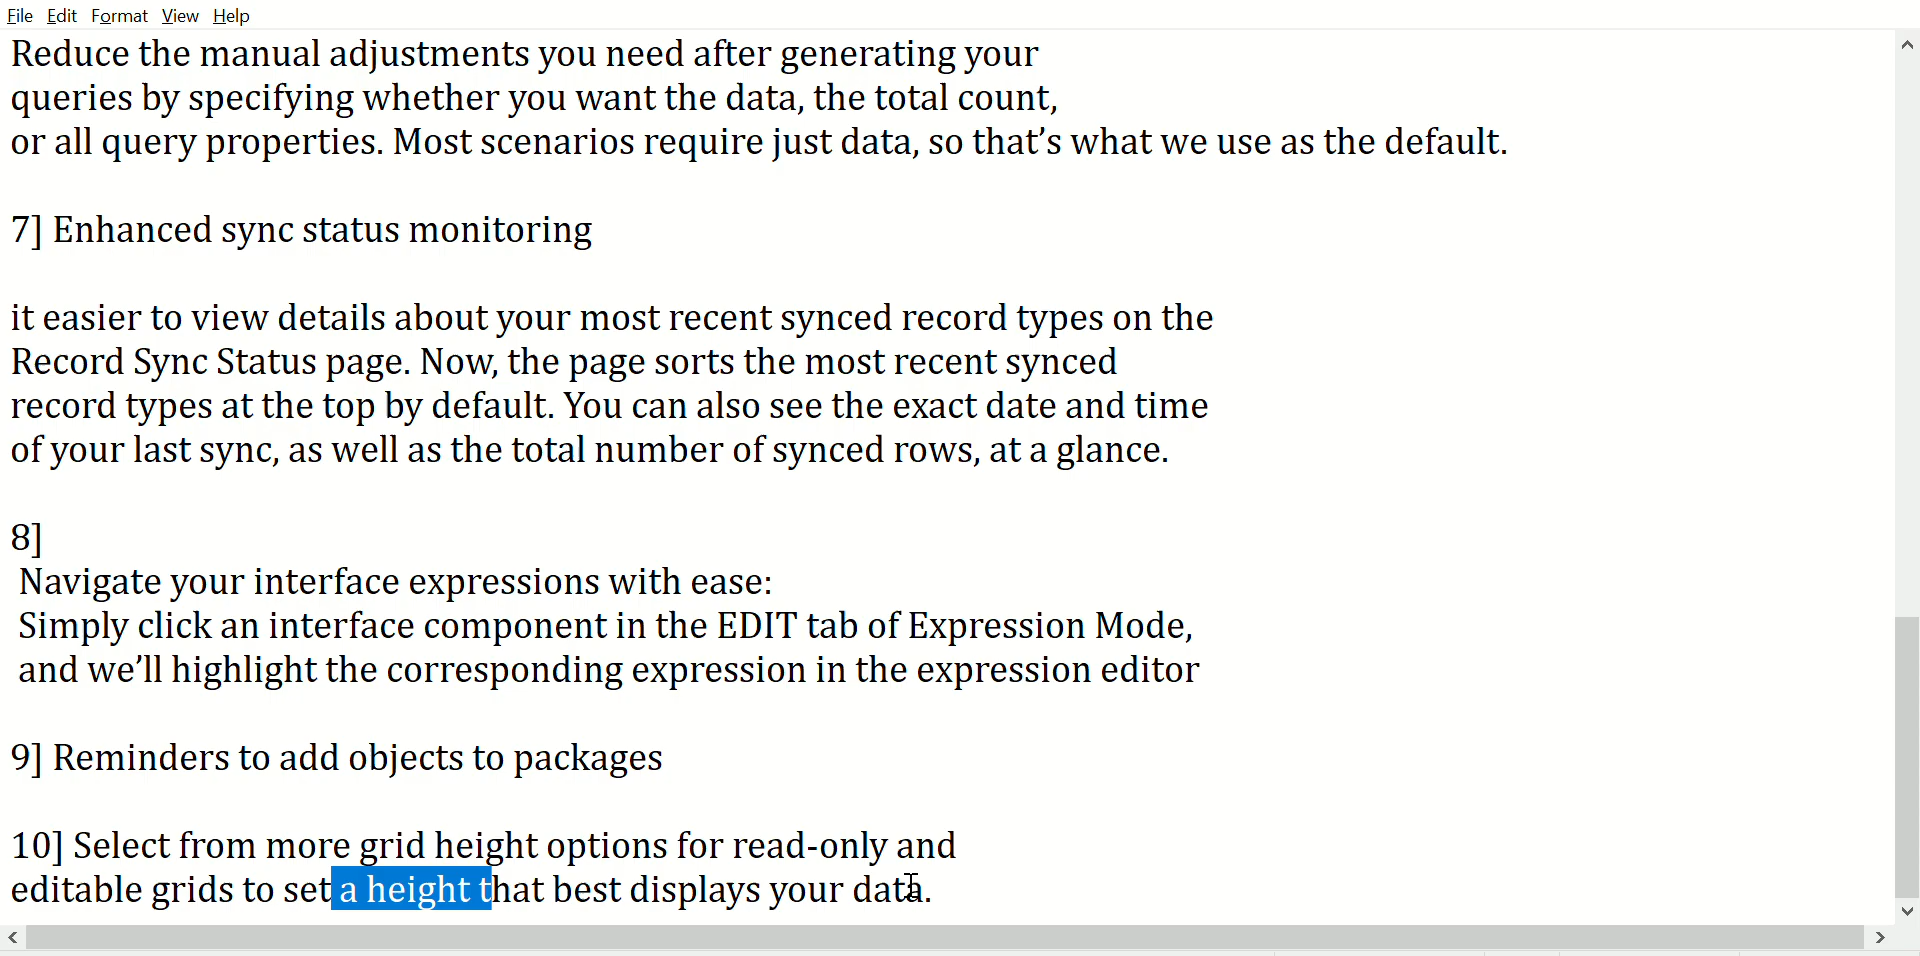 File Edit Format View Help
Reduce the manual adjustments you need after generating your
queries by specifying whether you want the data, the total count,
or all query properties. Most scenarios require just data, so that’s what we use as the default.
7] Enhanced sync status monitoring
it easier to view details about your most recent synced record types on the
Record Sync Status page. Now, the page sorts the most recent synced
record types at the top by default. You can also see the exact date and time
of your last sync, as well as the total number of synced rows, at a glance.
8]
Navigate your interface expressions with ease:
Simply click an interface component in the EDIT tab of Expression Mode,
and we’ll highlight the corresponding expression in the expression editor
9] Reminders to add objects to packages
10] Select from more grid height options for read-only and
editable grids to set a height that best displays your data.